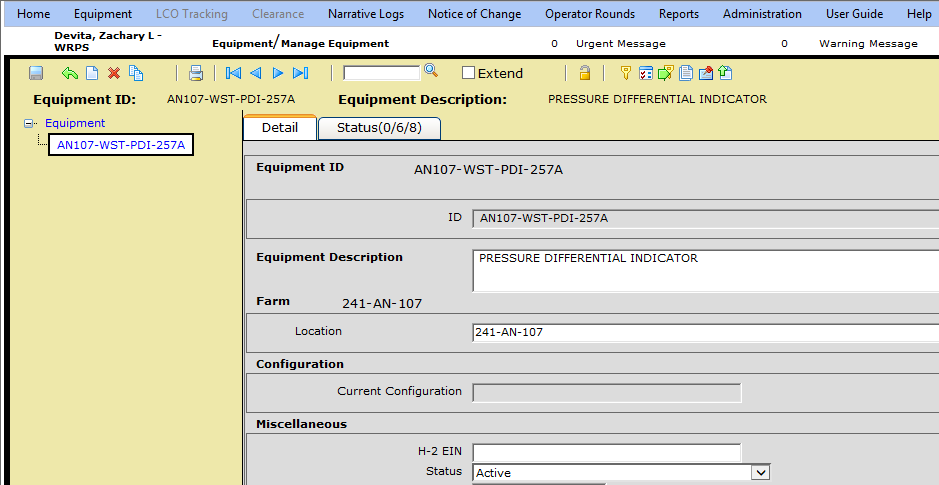 Home Equipment LCO Tracking Clearance Narrative Logs Notice of Change Operator Rounds Reports Administration User Guide Help
Devita, Zachary L -
WRPS
Equipment/Manage Equipment 0 Urgent Message 0 Warning Message
Extend
Equipment ID: AN107-WST-PDI-257A Equipment Description: PRESSURE DIFFERENTIAL INDICATOR
Equipment
AN107-WST-PDI-257A
Detail Status(0/6/8)
Equipment ID AN107-WST-PDI-257A
ID AN107-WST-PDI-257A
Equipment Description PRESSURE DIFFERENTIAL INDICATOR
Farm 241-AN-107
Location 241-AN-107
Configuration
Current Configuration
Miscellaneous
H-2 EIN
Status Active